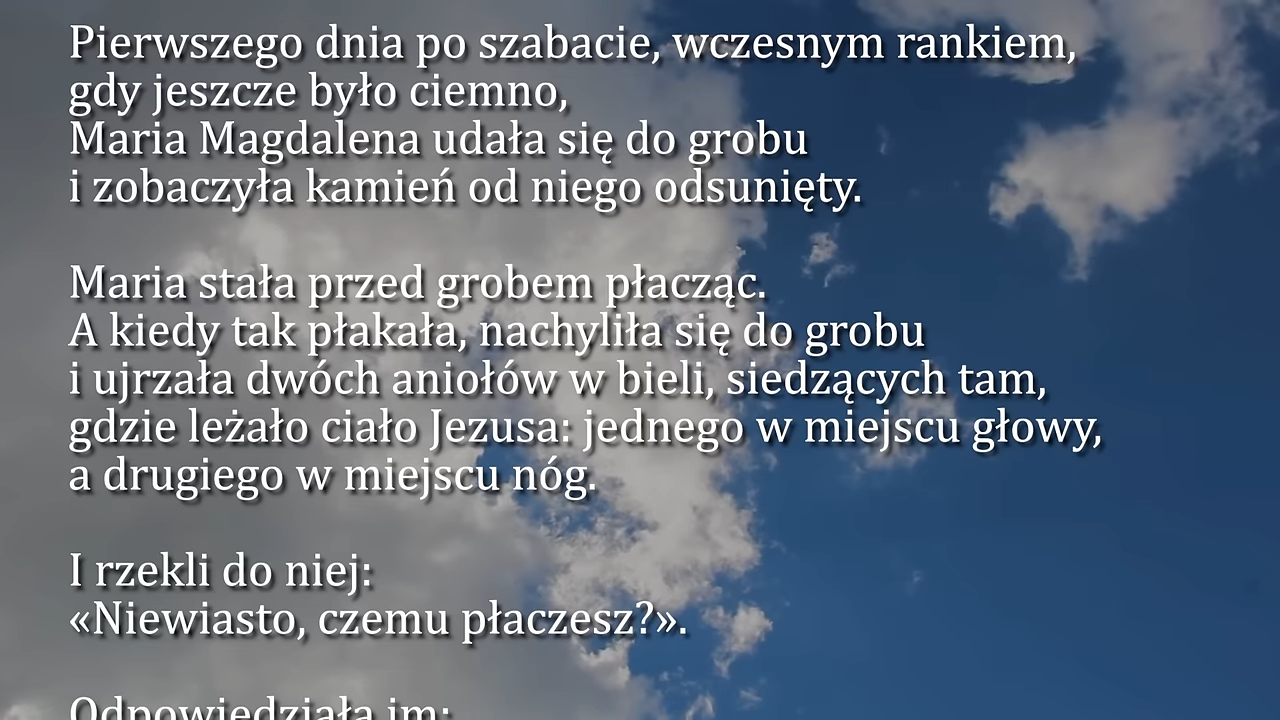 Pierwszego dnia po szabacie, wczesnym rankiem,
gdy jeszcze było ciemno,
Maria Magdalena udała się do grobu
i zobaczyła kamień od niego odsunięty.
Maria stała przed grobem płacząc.
A kiedy tak płakała, nachyliła się do grobu
i ujrzała dwóch aniołów w bieli, siedzących tam,
gdzie leżało ciało Jezusa: jednego w miejscu głowy,
a drugiego w miejscu nóg.
I rzekli do niej:
«Niewiasto, czemu płaczesz?».
Odpowiedziała im: